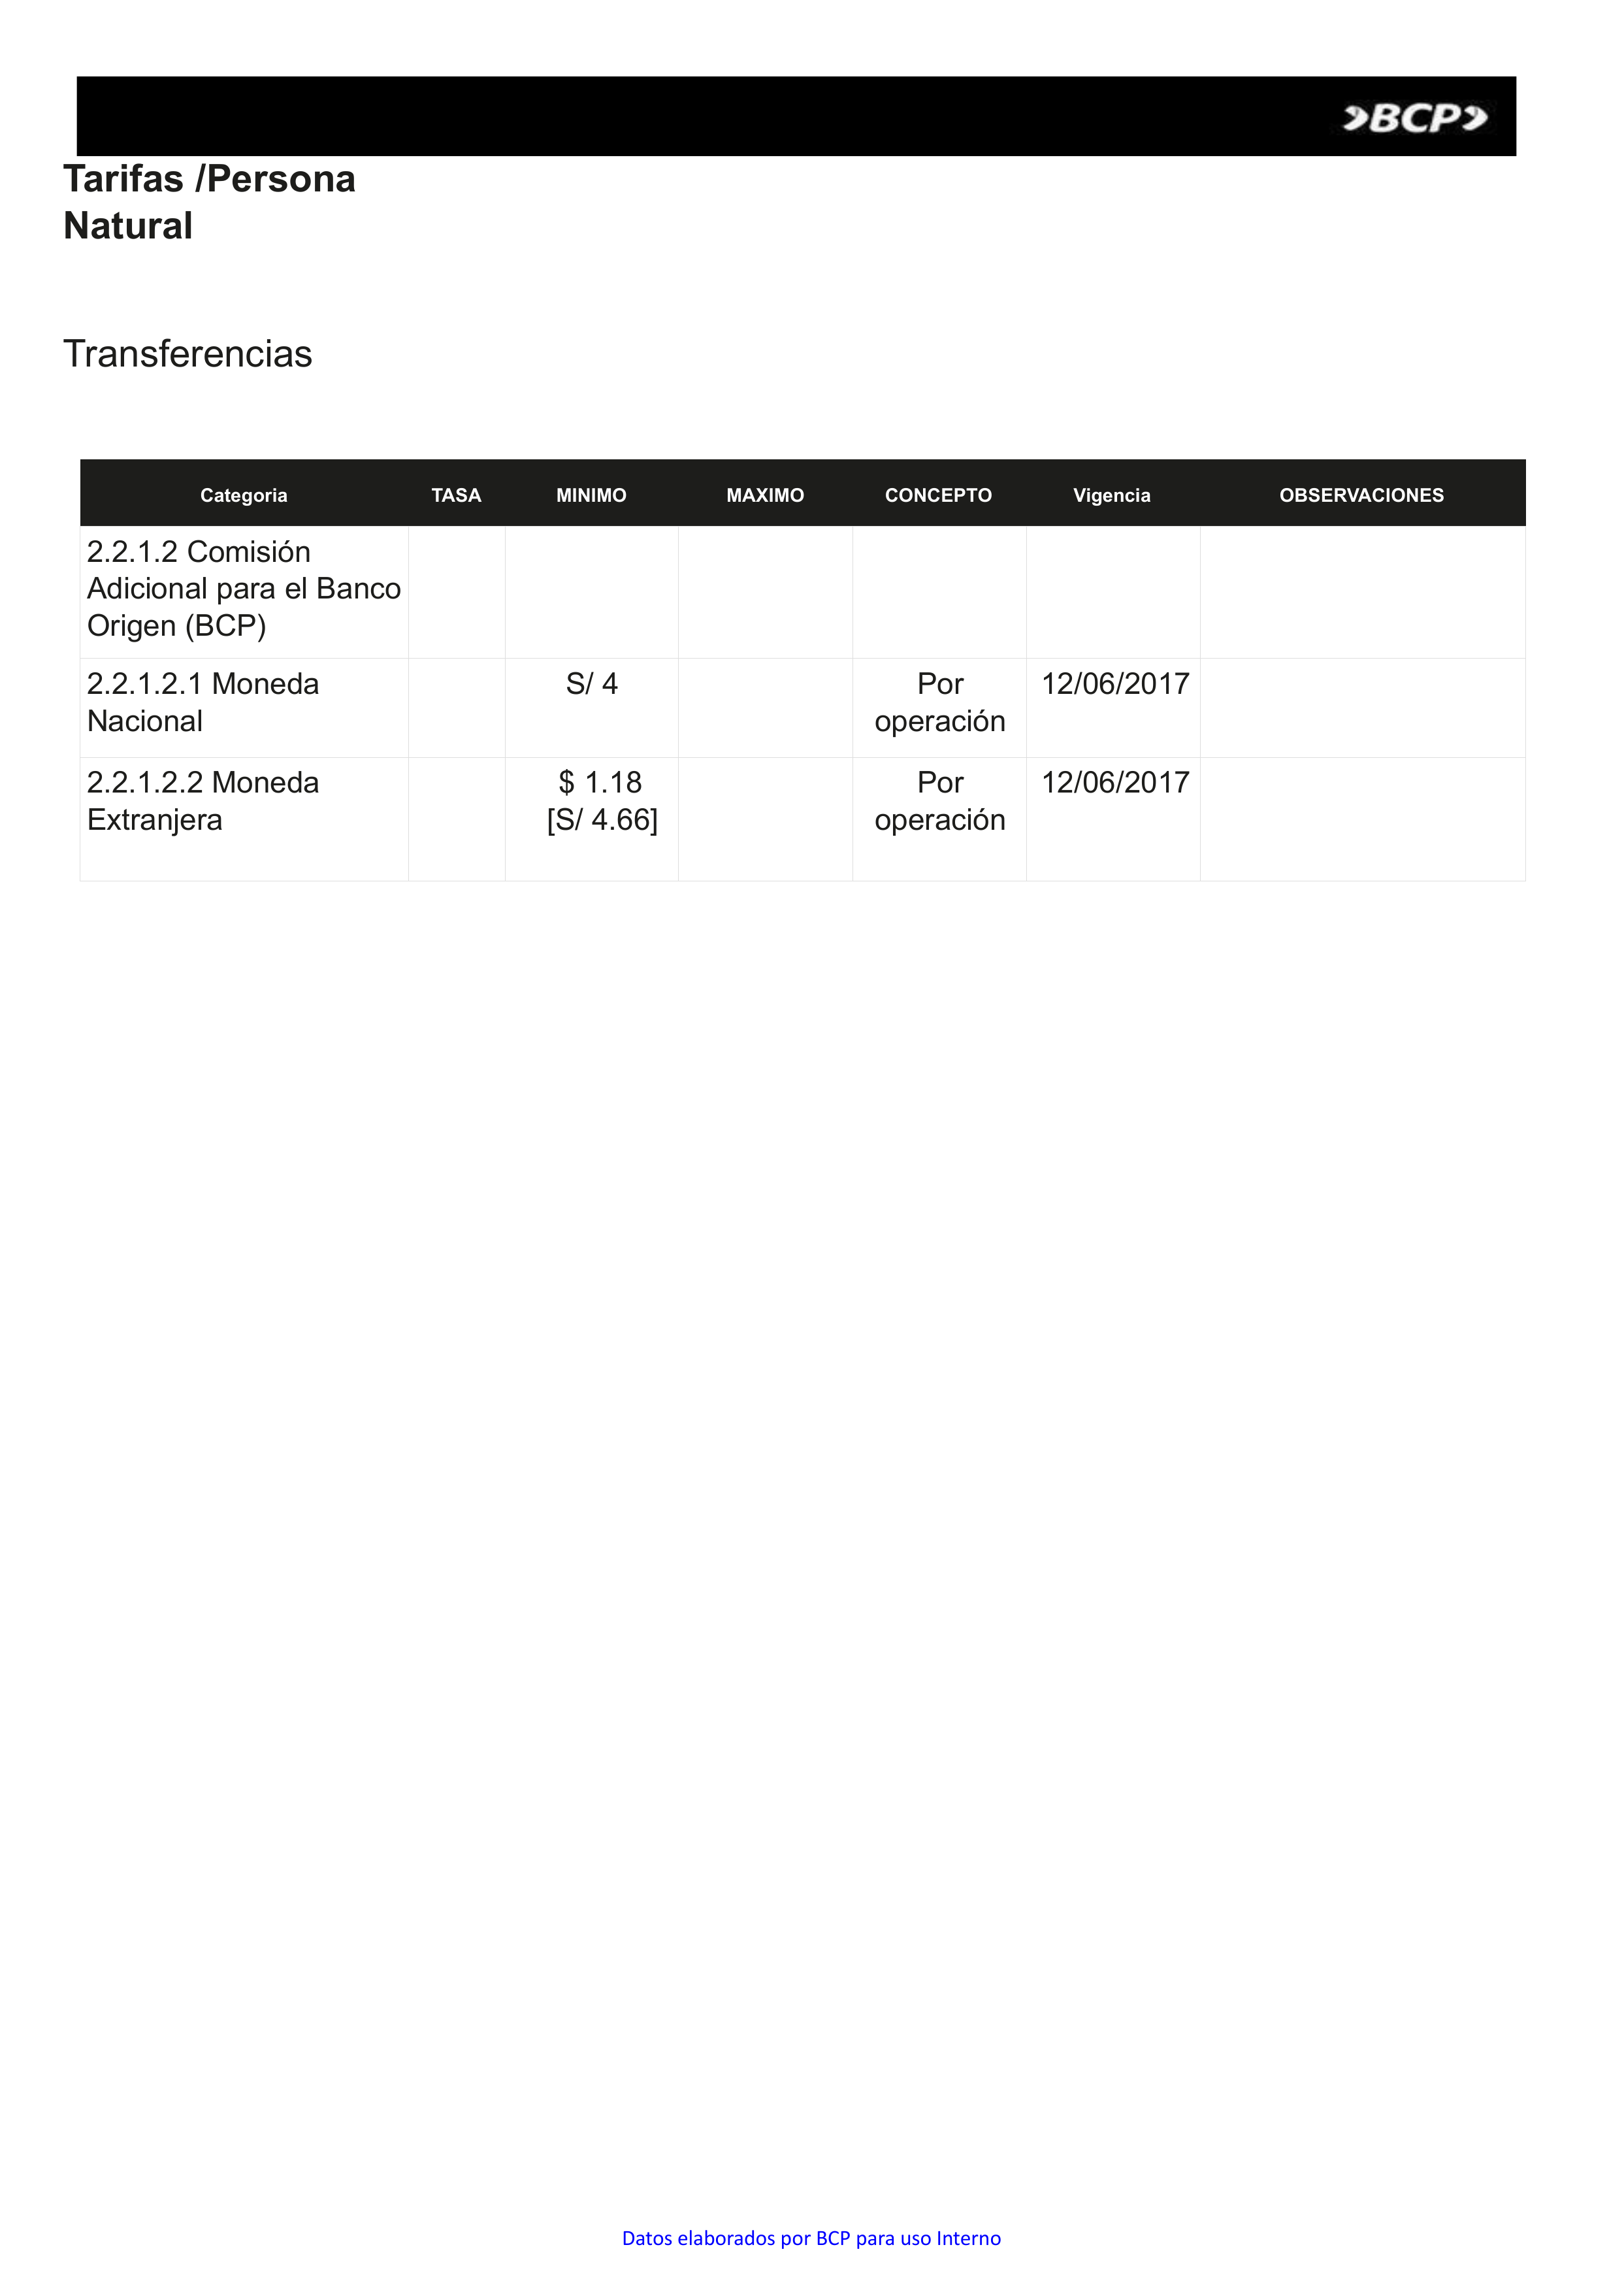 BCP
Tarifas /Persona
Natural
Transferencias
Categoria TASA MINIMO MAXIMO CONCEPTO Vigencia OBSERVACIONES
2.2.1.2 Comisión
Adicional para el Banco
Origen (BCP)
2.2.1.2.1 Moneda S/ 4 Por 12/06/2017
Nacional operación
2.2.1.2.2 Moneda $ 1.18 Por 12/06/2017
Extranjera [S/ 4.66] operación
Datos elaborados por BCP para uso Interno